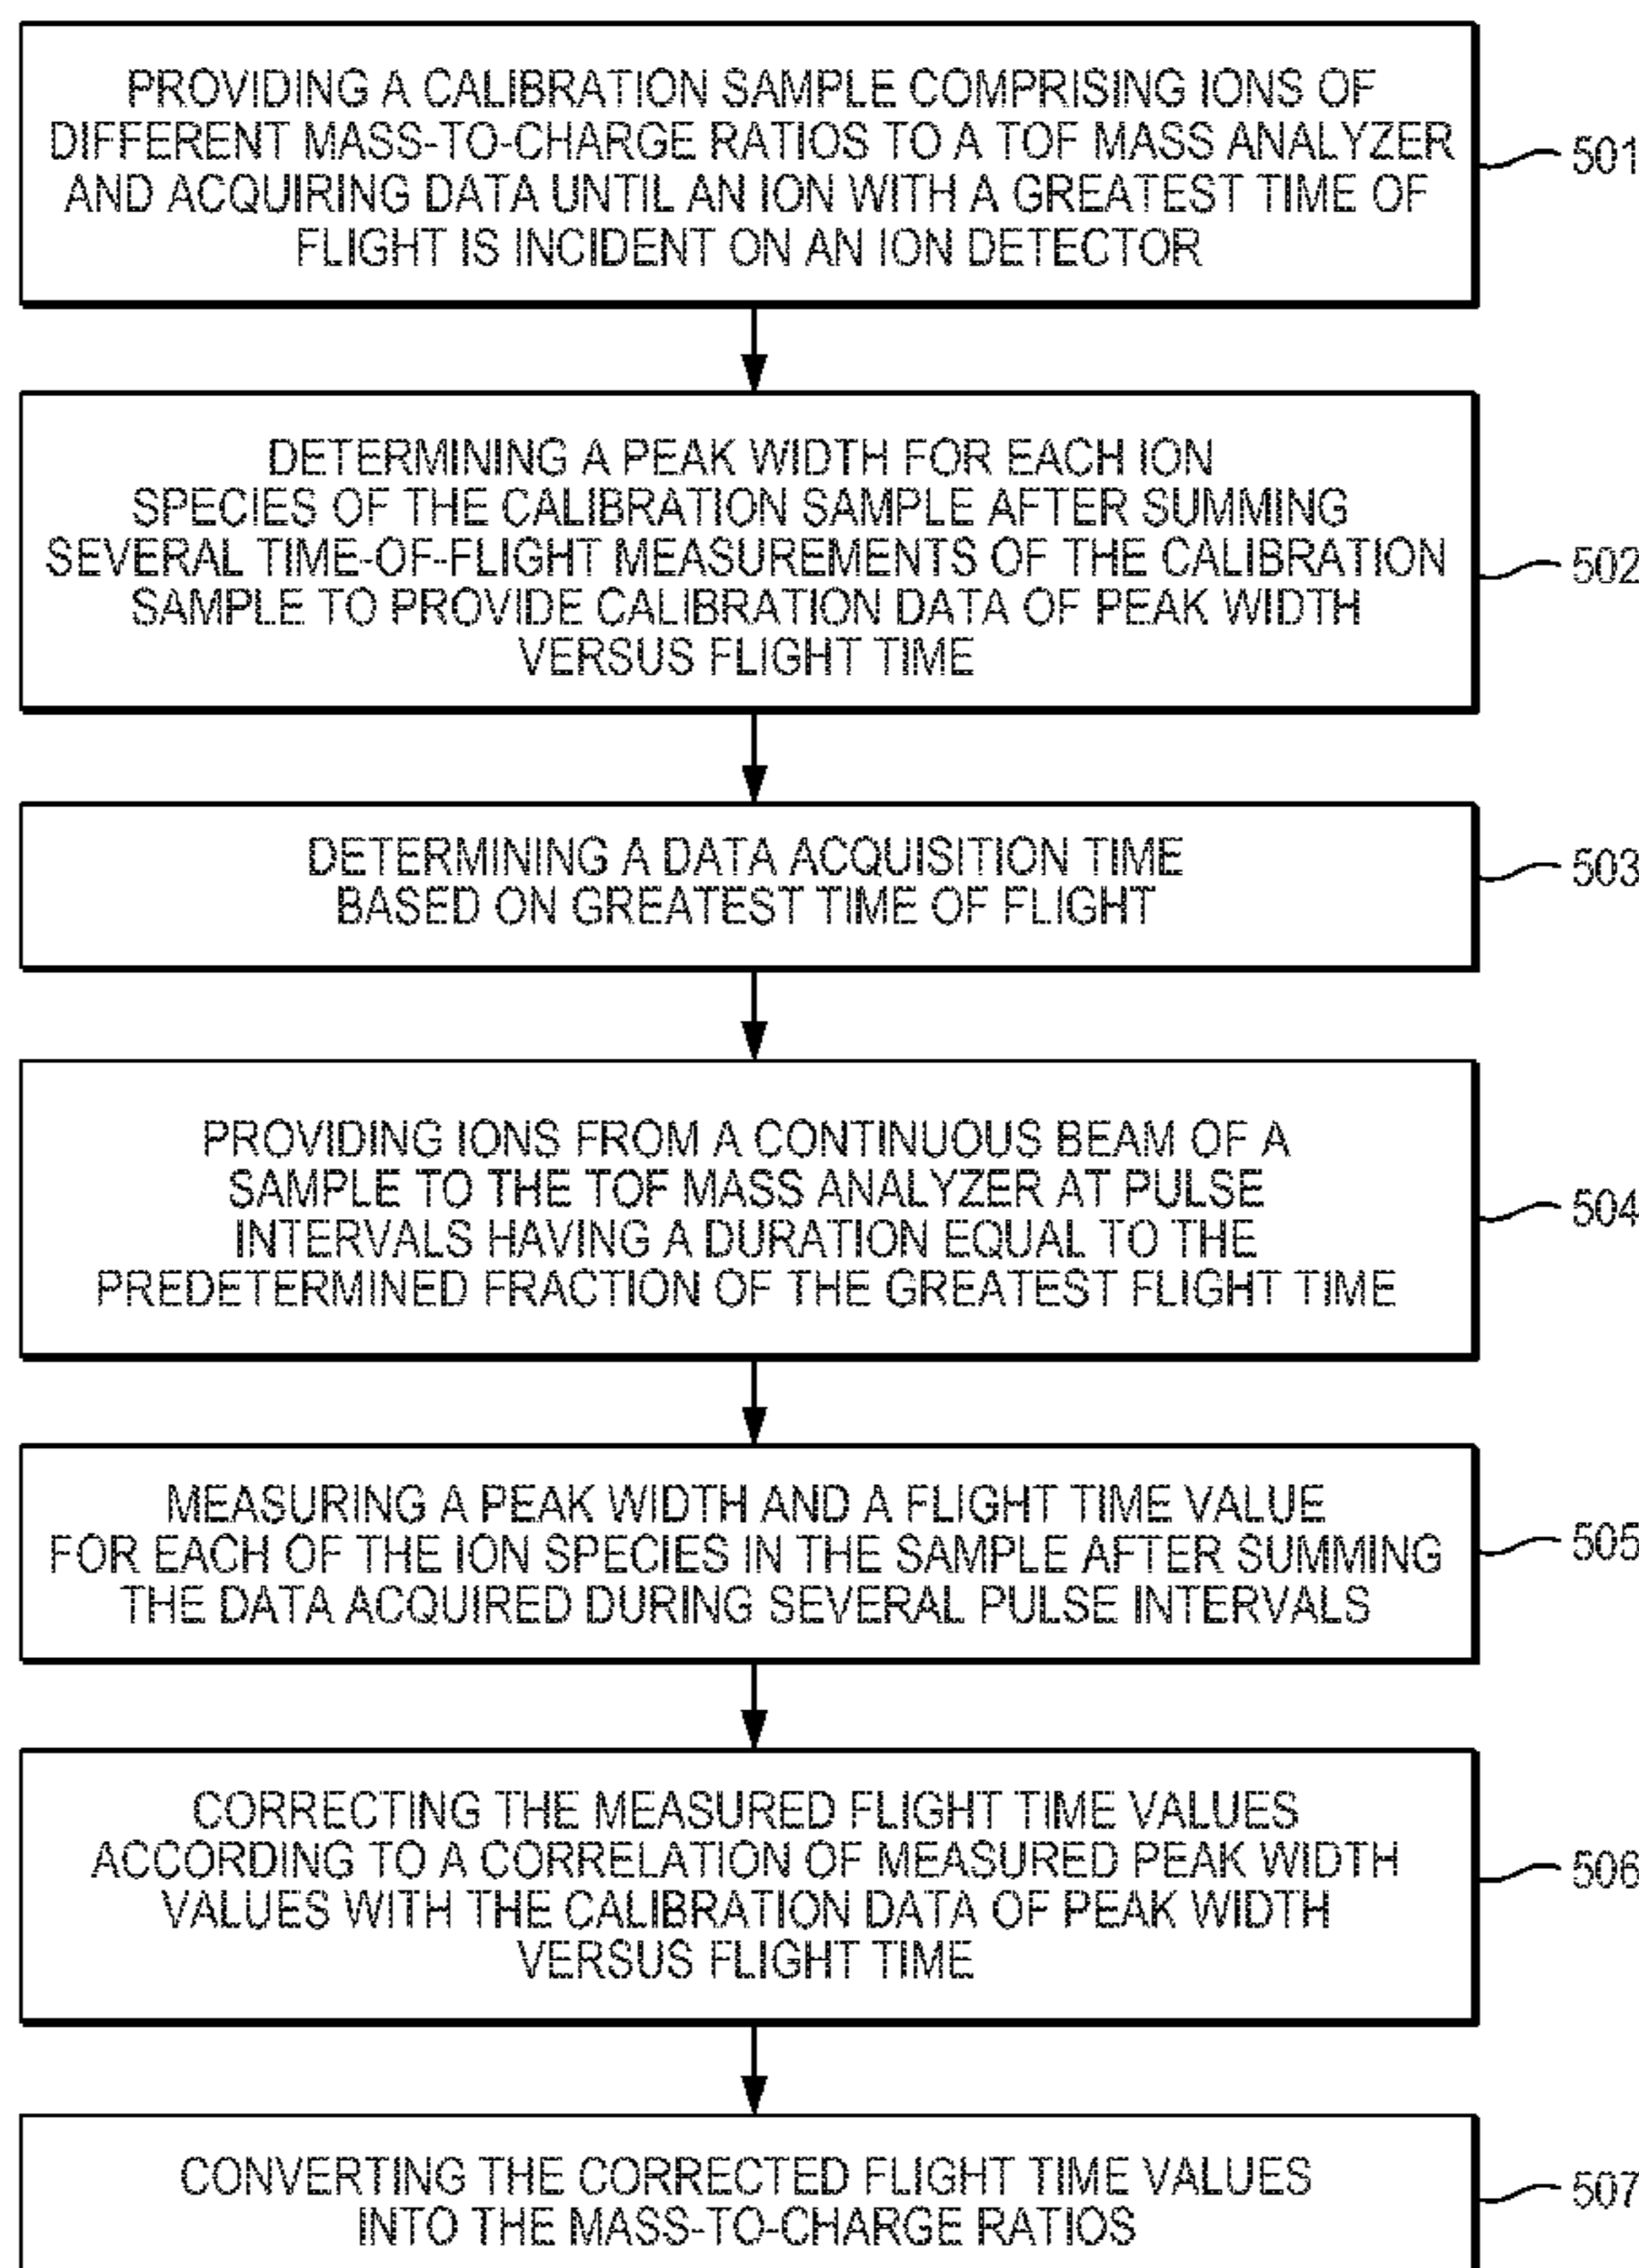 PROVIDING A CALIBRATION SAMPLE COMPRISING IONS OF
DIFFERENT MASS-TO-CHARGE RATIOS TO A TOF MASS ANALYZER
AND ACQUIRING DATA UNTIL AN ION WITH A GREATEST TIME OF
FLIGHT IS INCIDENT ON AN ION DETECTOR
501
DETERMINING A PEAK WIDTH FOR EACH ION
SPECIES OF THE CALIBRATION SAMPLE AFTER SUMMING
SEVERAL TIME-OF-FLIGHT MEASUREMENTS OF THE CALIBRATION
SAMPLE TO PROVIDE CALIBRATION DATA OF PEAK WIDTH
VERSUS FLIGHT TIME
502
DETERMINING A DATA ACQUISITION TIME
BASED ON GREATEST TIME OF FLIGHT
503
PROVIDING IONS FROM A CONTINUOUS BEAM OF A
SAMPLE TO THE TOF MASS ANALYZER AT PULSE
INTERVALS HAVING A DURATION EQUAL TO THE
PREDETERMINED FRACTION OF THE GREATEST FLIGHT TIME
504
MEASURING A PEAK WIDTH AND A FLIGHT TIME VALUE
FOR EACH OF THE ION SPECIES IN THE SAMPLE AFTER SUMMING
THE DATA ACQUIRED DURING SEVERAL PULSE INTERVALS
505
CORRECTING THE MEASURED FLIGHT TIME VALUES
ACCORDING TO A CORRELATION OF MEASURED PEAK WIDTH
VALUES WITH THE CALIBRATION DATA OF PEAK WIDTH
VERSUS FLIGHT TIME
506
CONVERTING THE CORRECTED FLIGHT TIME VALUES
INTO THE MASS-TO-CHARGE RATIOS
507